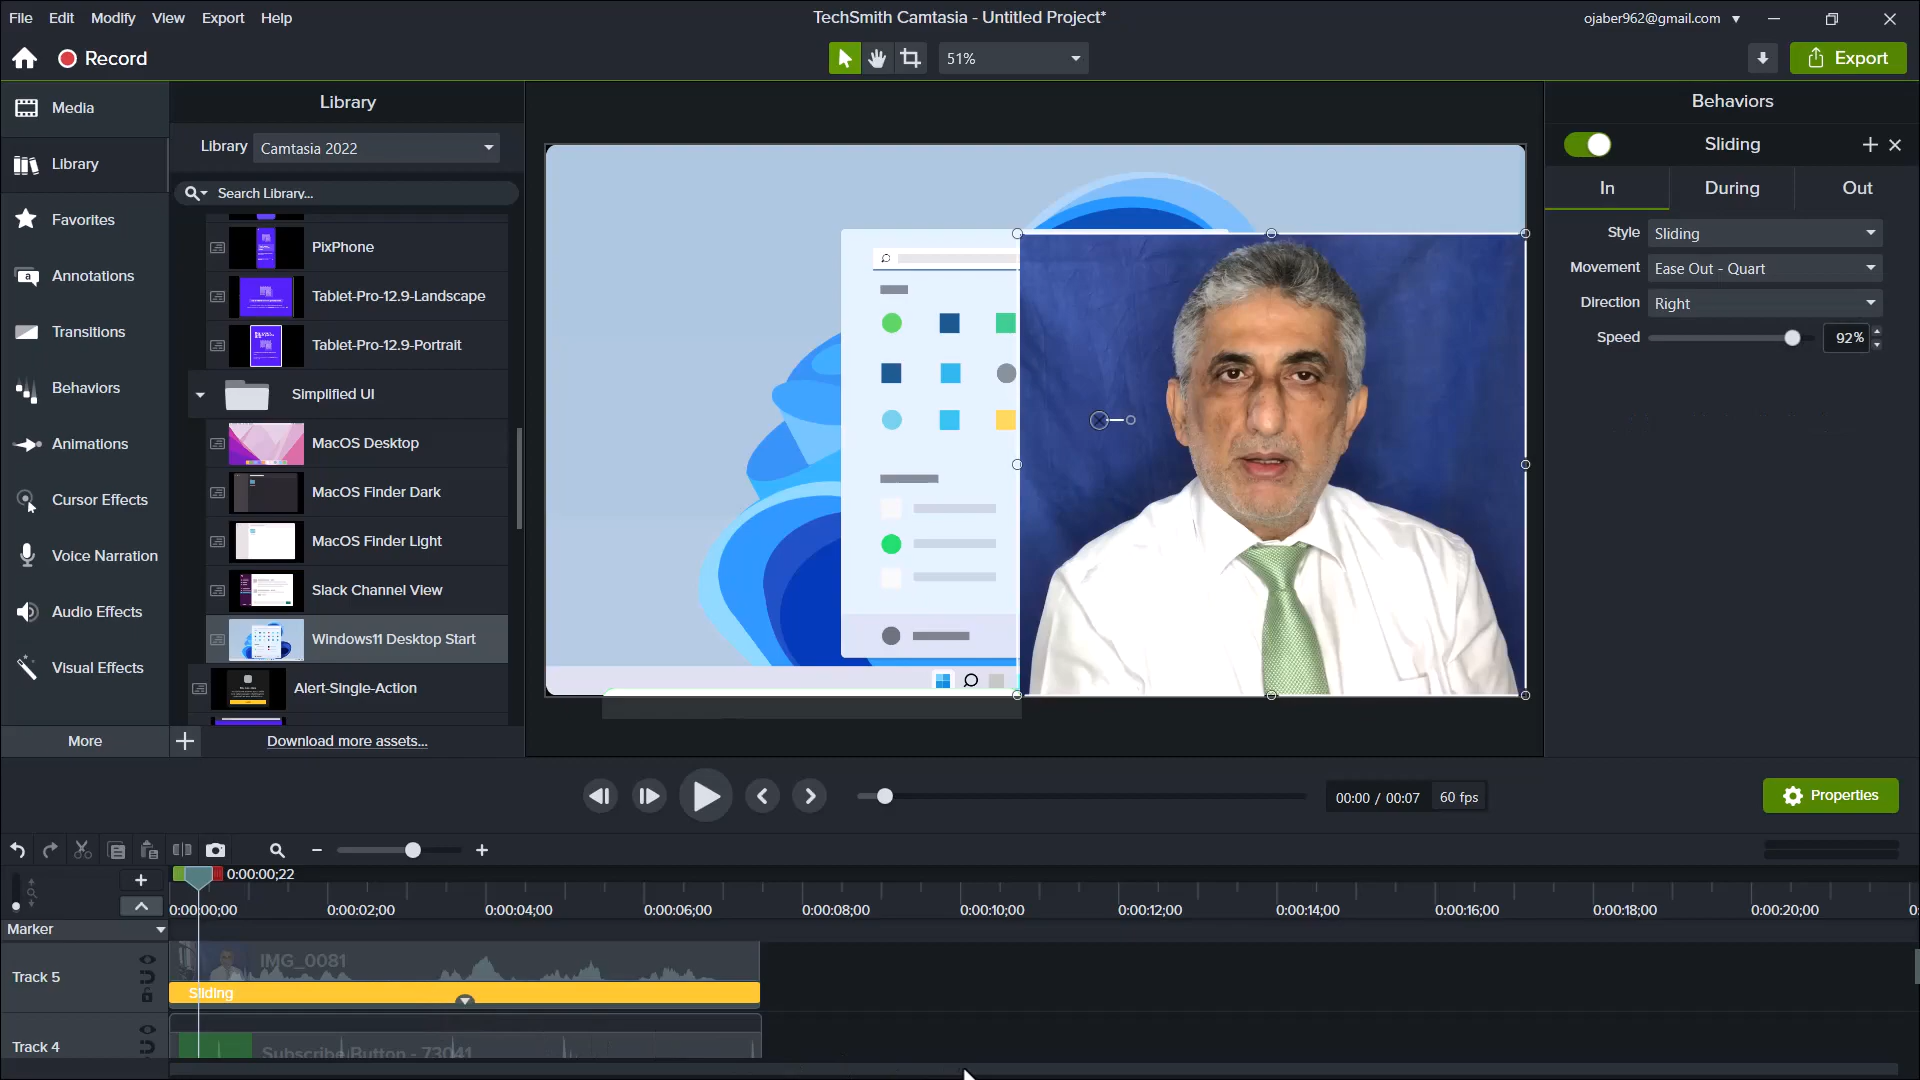 File Edit Modify View Export Help
TechSmith Camtasia - Untitled Project*
ojaber962@gmail.com
Record
51%
Export
Media
Library
Favorites
Annotations
Transitions
Behaviors
Animations
Cursor Effects
Voice Narration
Audio Effects
Visual Effects
More
Library
Library Camtasia 2022
Search Library...
PixPhone
Tablet-Pro-12.9-Landscape
Tablet-Pro-12.9-Portrait
Simplified UI
MacOS Desktop
MacOS Finder Dark
MacOS Finder Light
Slack Channel View
Windows11 Desktop Start
Alert-Single-Action
Download more assets...
Behaviors
Sliding
In During Out
Style Sliding
Movement Ease Out - Quart
Direction Right
Speed 92%
00:00 / 00:07 60 fps
Properties
0:00:00;22
0:00:00;00 0:00:02;00 0:00:04;00 0:00:06;00 0:00:08;00 0:00:10;00 0:00:12;00 0:00:14;00 0:00:16;00 0:00:18;00 0:00:20;00
Marker
Track 5
IMG_0081
Sliding
Track 4
Subscribe Button - 73041